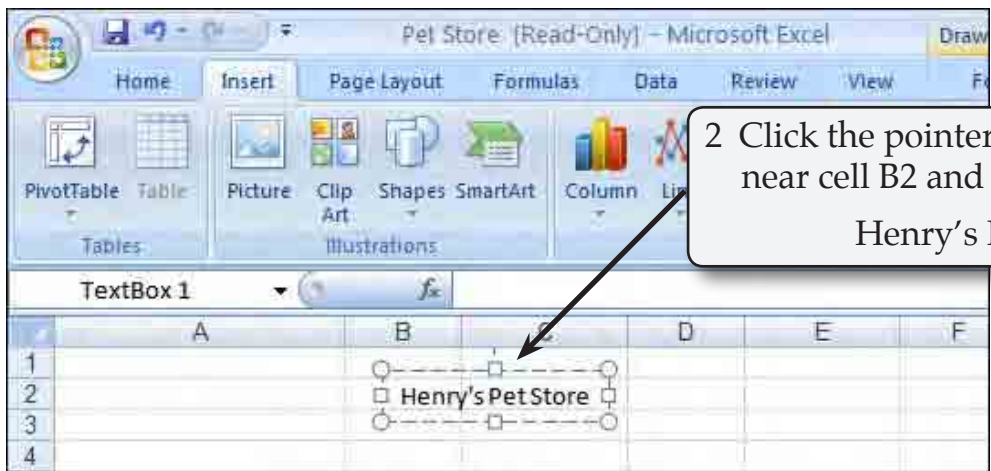 Pet Store [Read-Only] - Microsoft Excel Draw
Home Insert Page Layout Formulas Data Review View
PivotTable Table Picture Clip Art Shapes SmartArt Column
Tables Illustrations
2 Click the pointer
near cell B2 and
Henry's
TextBox 1 fx
A B C D E F
1
2 Henry's Pet Store
3
4